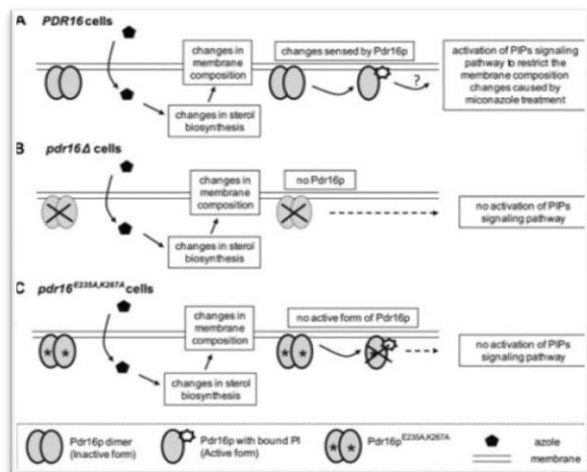 A PDR16 cells
changes in
membrane
composition
changes sensed by Pdr16p
activation of PIPs signaling
pathway to restrict the
membrane composition
changes caused by
miconazole treatment
?
changes in sterol
biosynthesis
B pdr16Δ cells
changes in
membrane
composition
no Pdr16p
no activation of PIPs
signaling pathway
changes in sterol
biosynthesis
C pdr16E235A,K267A cells
changes in
membrane
composition
no active form of Pdr16p
no activation of PIPs
signaling pathway
changes in sterol biosynthesis
Pdr16p dimer
(Inactive form)
Pdr16p with bound PI
(Active form)
Pdr16pE235A,K267A
azole
membrane